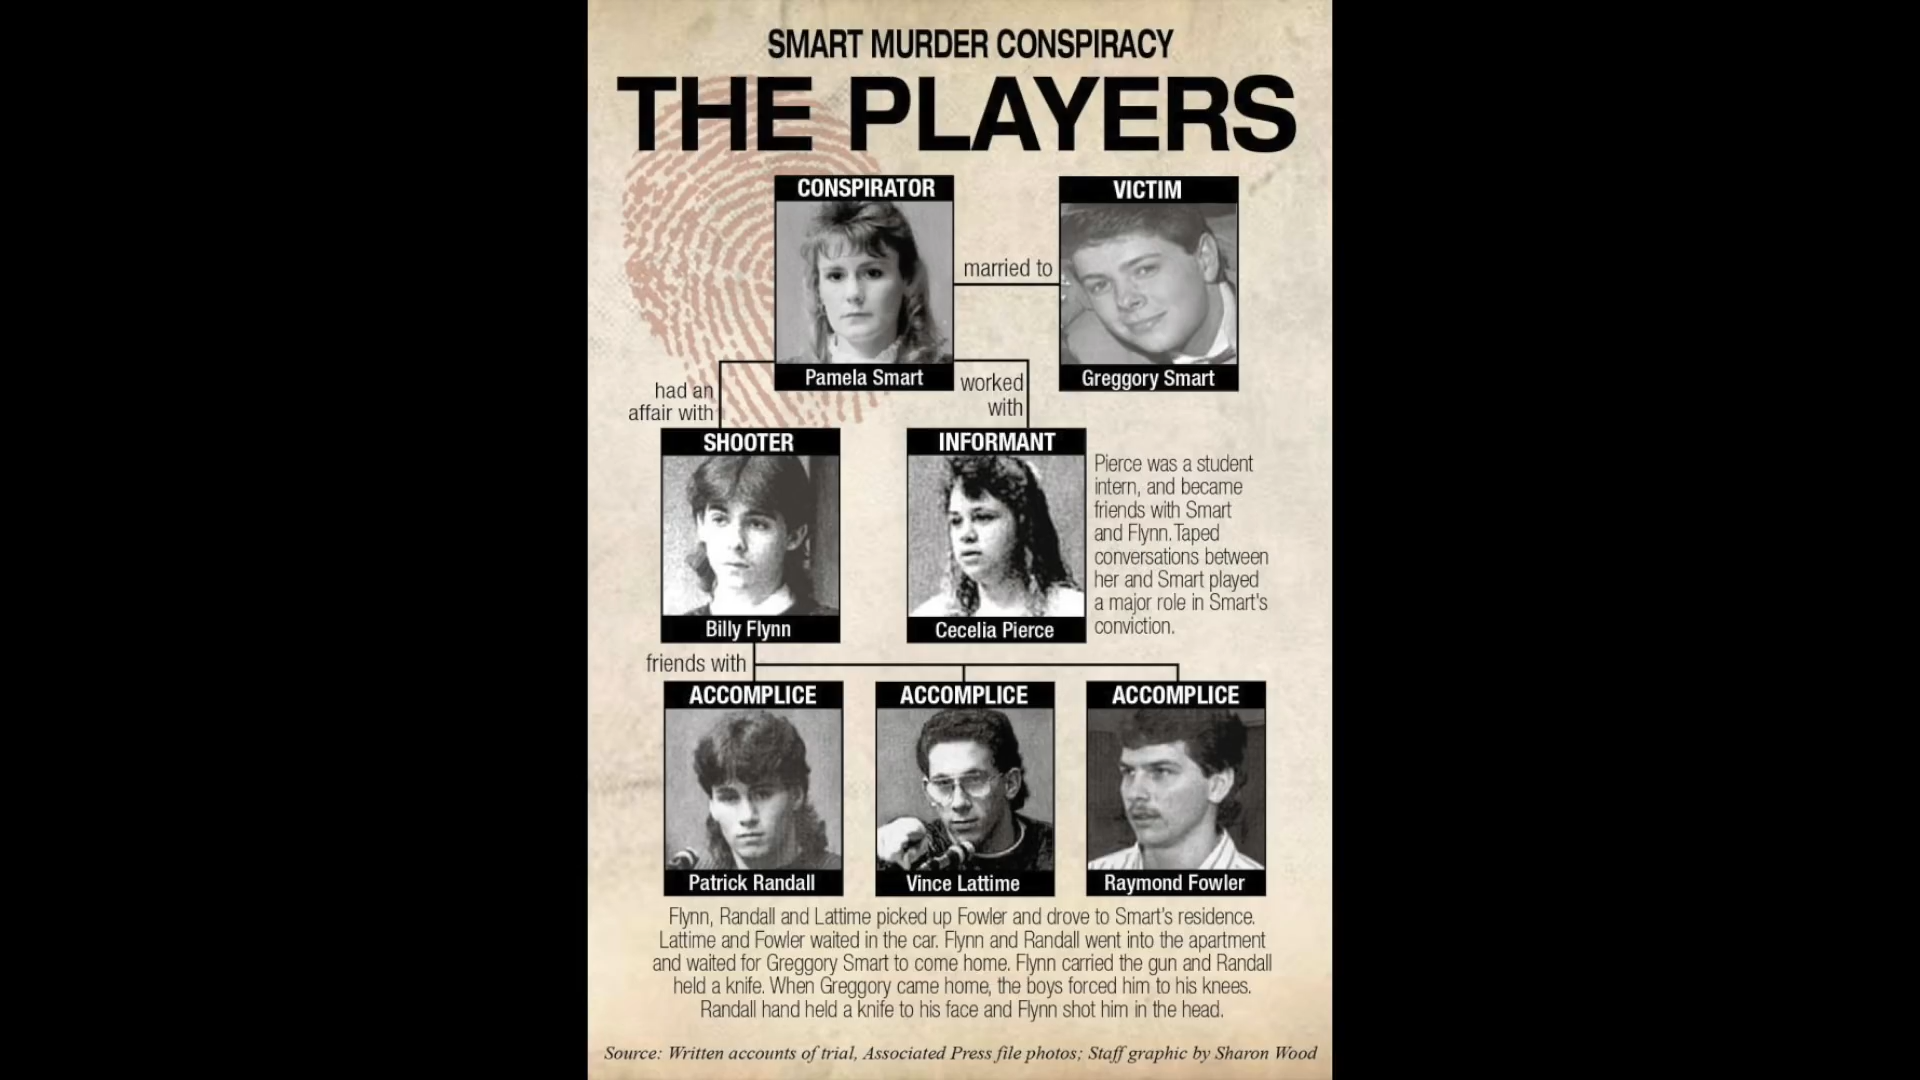 SMART MURDER CONSPIRACY
THE PLAYERS
CONSPIRATOR
VICTIM
married to
Pamela Smart
Greggory Smart
had an
affair with
worked
with
SHOOTER
INFORMANT
Billy Flynn
Cecelia Pierce
Pierce was a student
intern, and became
friends with Smart
and Flynn. Taped
conversations between
her and Smart played
a major role in Smart's
conviction.
friends with
ACCOMPLICE
ACCOMPLICE
ACCOMPLICE
Patrick Randall
Vince Lattime
Raymond Fowler
Flynn, Randall and Lattime picked up Fowler and drove to Smart's residence.
Lattime and Fowler waited in the car. Flynn and Randall went into the apartment
and waited for Greggory Smart to come home. Flynn carried the gun and Randall
held a knife. When Greggory came home, the boys forced him to his knees.
Randall hand held a knife to his face and Flynn shot him in the head.
Source: Written accounts of trial, Associated Press file photos; Staff graphic by Sharon Wood